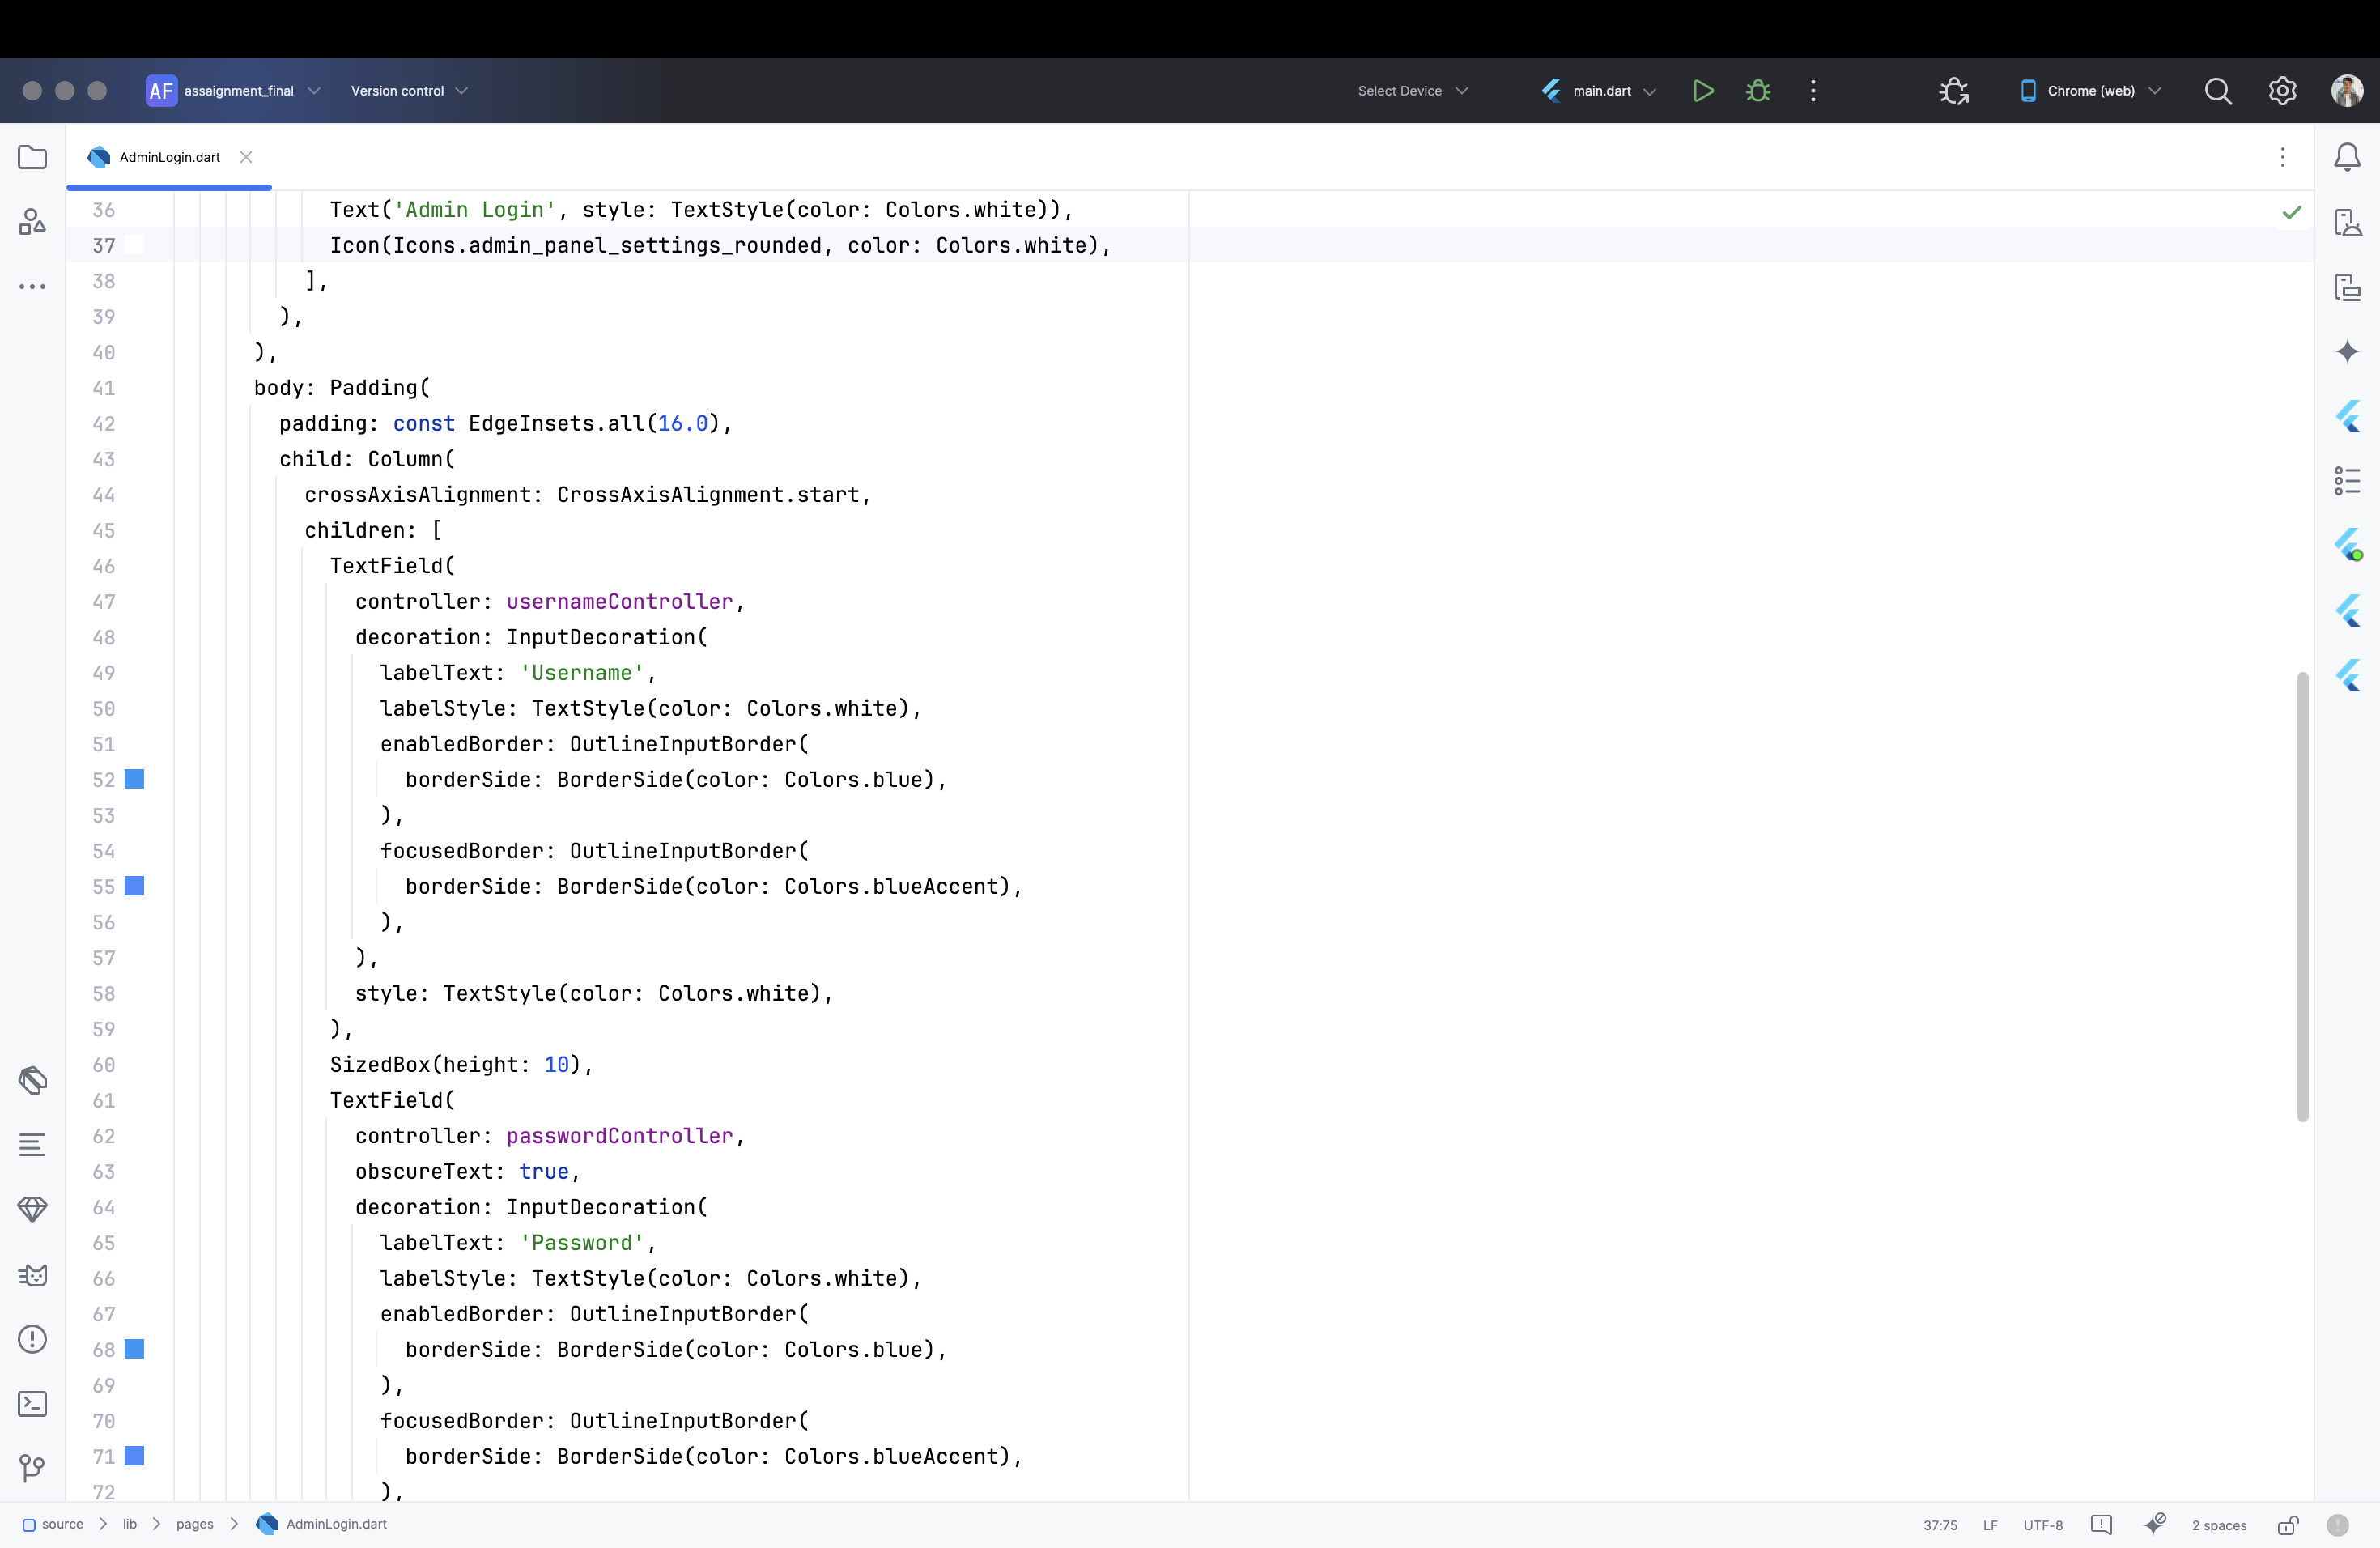 AF assaignment_final Version control Select Device main.dart Chrome (web)
AdminLogin.dart
36 Text('Admin Login', style: TextStyle(color: Colors.white)),
37 Icon(Icons.admin_panel_settings_rounded, color: Colors.white),
38 ],
39 ),
40 ),
41 body: Padding(
42 padding: const EdgeInsets.all(16.0),
43 child: Column(
44 crossAxisAlignment: CrossAxisAlignment.start,
45 children: [
46 TextField(
47 controller: usernameController,
48 decoration: InputDecoration(
49 labelText: 'Username',
50 labelStyle: TextStyle(color: Colors.white),
51 enabledBorder: OutlineInputBorder(
52 borderSide: BorderSide(color: Colors.blue),
53 ),
54 focusedBorder: OutlineInputBorder(
55 borderSide: BorderSide(color: Colors.blueAccent),
56 ),
57 ),
58 style: TextStyle(color: Colors.white),
59 ),
60 SizedBox(height: 10),
61 TextField(
62 controller: passwordController,
63 obscureText: true,
64 decoration: InputDecoration(
65 labelText: 'Password',
66 labelStyle: TextStyle(color: Colors.white),
67 enabledBorder: OutlineInputBorder(
68 borderSide: BorderSide(color: Colors.blue),
69 ),
70 focusedBorder: OutlineInputBorder(
71 borderSide: BorderSide(color: Colors.blueAccent),
72 ),
source > lib > pages > AdminLogin.dart 37:75 LF UTF-8 2 spaces